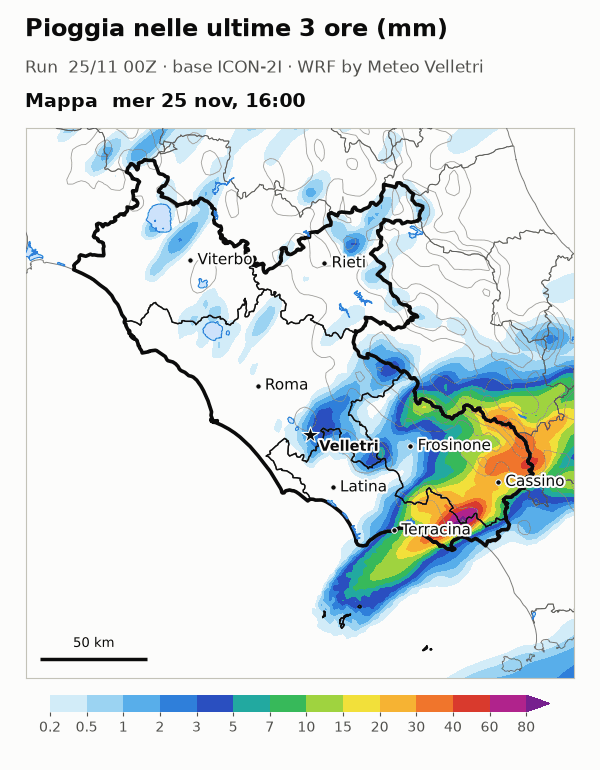 Pioggia nelle ultime 3 ore (mm)
Run  25/11 00Z · base ICON-2I · WRF by Meteo Velletri
Mappa  mer 25 nov, 16:00
Viterbo
Rieti
Roma
Velletri
Frosinone
Latina
Cassino
Terracina
50 km
0.2 0.5 1 2 3 5 7 10 15 20 30 40 60 80